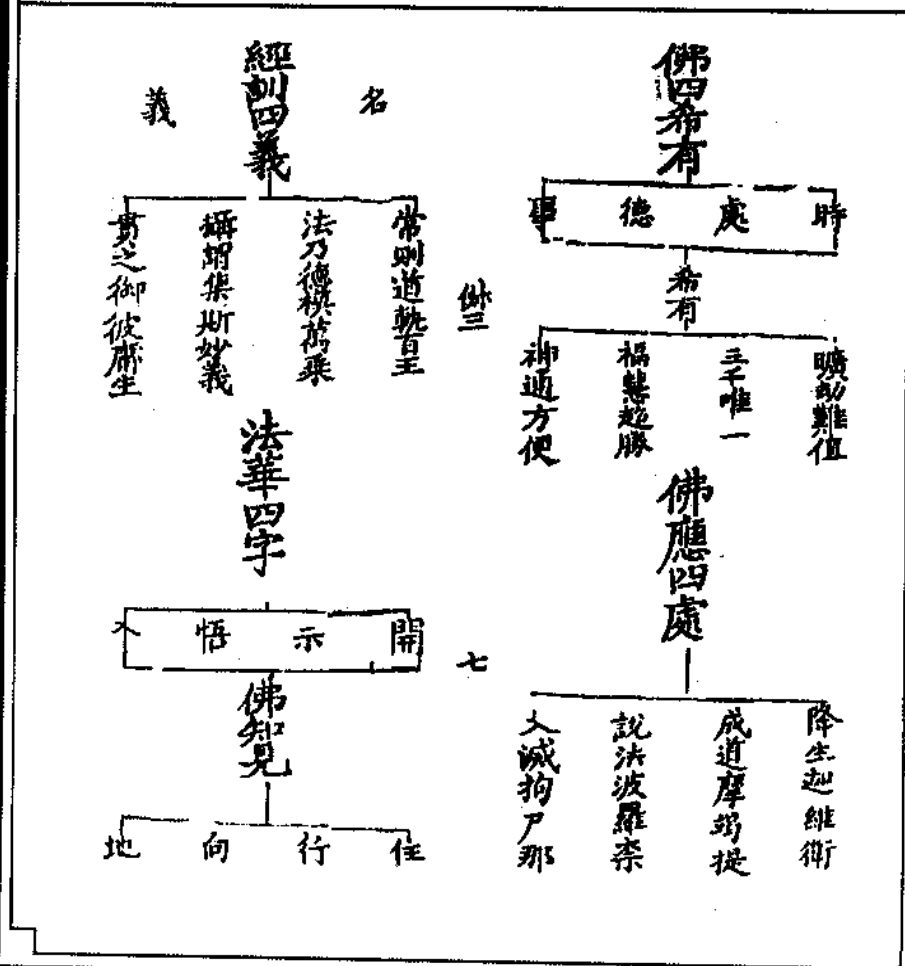 佛四希有
時
處
德
事
希有
曠劫難值
三千唯一
福慧超勝
神通方便
佛應四處
降生迦維衛
成道摩竭提
說法波羅柰
入滅拘尸那
七
名
經訓四義
義
常則道軌百王
法乃德模萬乘
攝謂集斯妙義
貫之御彼庶生
法華四字
開
示
悟
入
佛知見
住
行
向
地